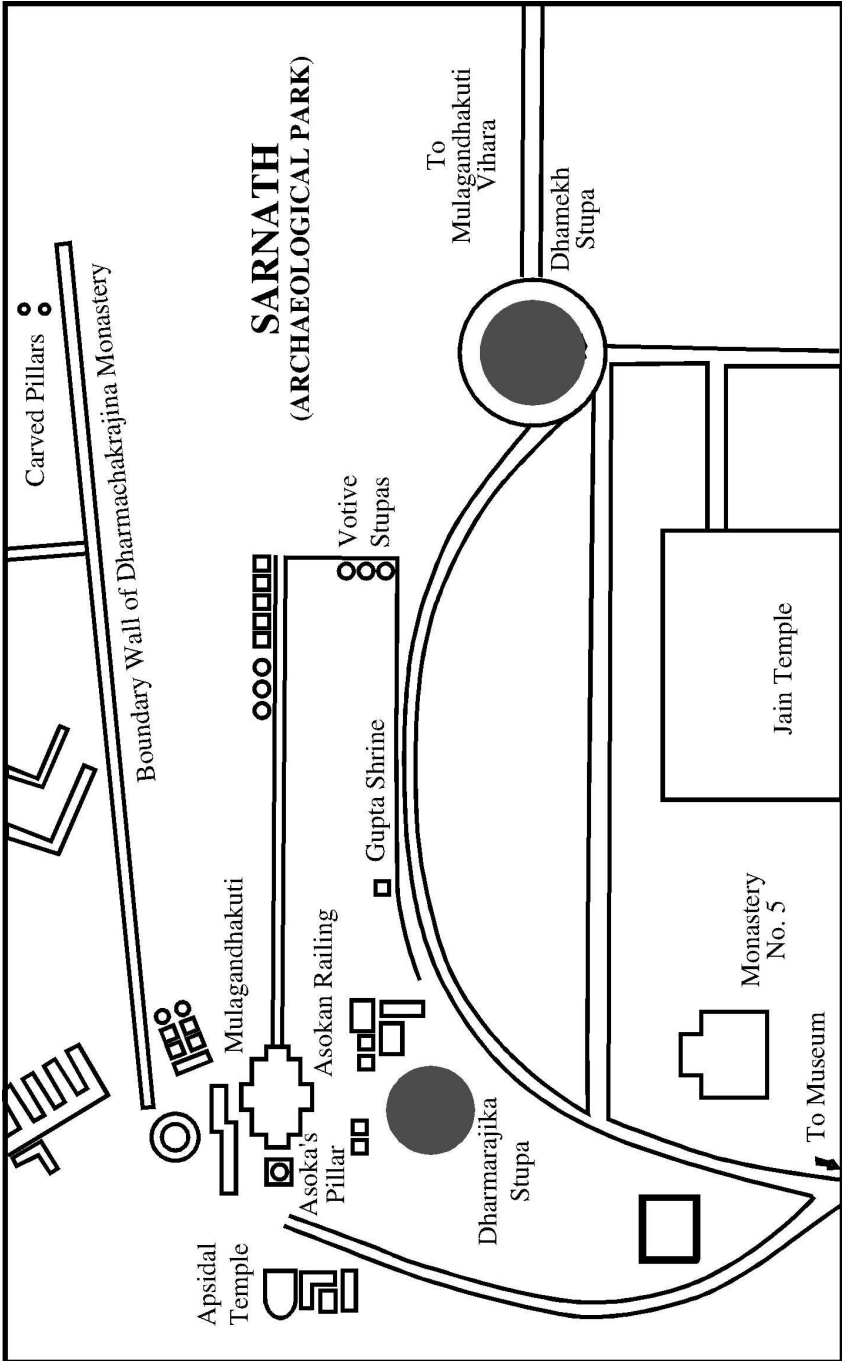 SARNATH
(ARCHAEOLOGICAL PARK)
Carved Pillars
Boundary Wall of Dharmachakrajina Monastery
Mulagandhakuti
Apsidal
Temple
Asoka's
Pillar
Asokan Railing
Gupta Shrine
Votive
Stupas
To
Mulagandhakuti
Vihara
Dhamekh
Stupa
Dharmarajika
Stupa
Monastery
No. 5
Jain Temple
To Museum